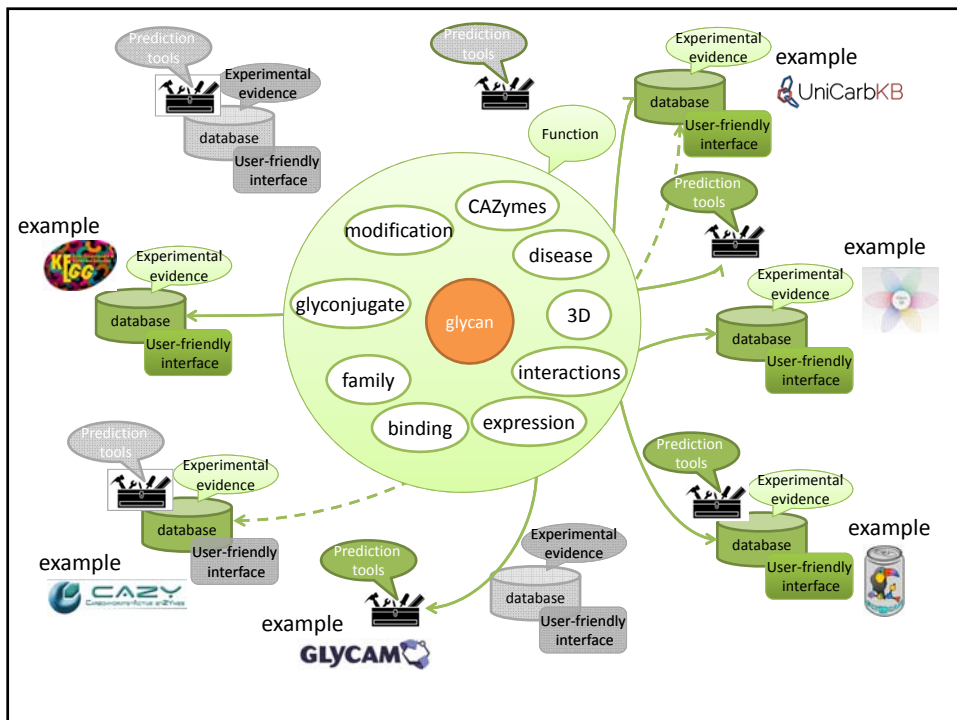 Prediction
tools
Experimental
evidence
database
User-friendly
interface
Prediction
tools
Experimental
evidence
database
User-friendly
interface
example
UniCarbKB
Function
Prediction
tools
example
KEGG
Experimental
evidence
database
User-friendly
interface
CAZymes
modification
disease
glyconjugate
glycan
3D
family
interactions
binding
expression
example
Experimental
evidence
database
User-friendly
interface
Prediction
tools
Experimental
evidence
database
User-friendly
interface
example
CAZY
CARBOHYDRATE-ACTIVE ENZYMES
Prediction
tools
example
GLYCAM
Experimental
evidence
database
User-friendly
interface
Prediction
tools
Experimental
evidence
database
User-friendly
interface
example